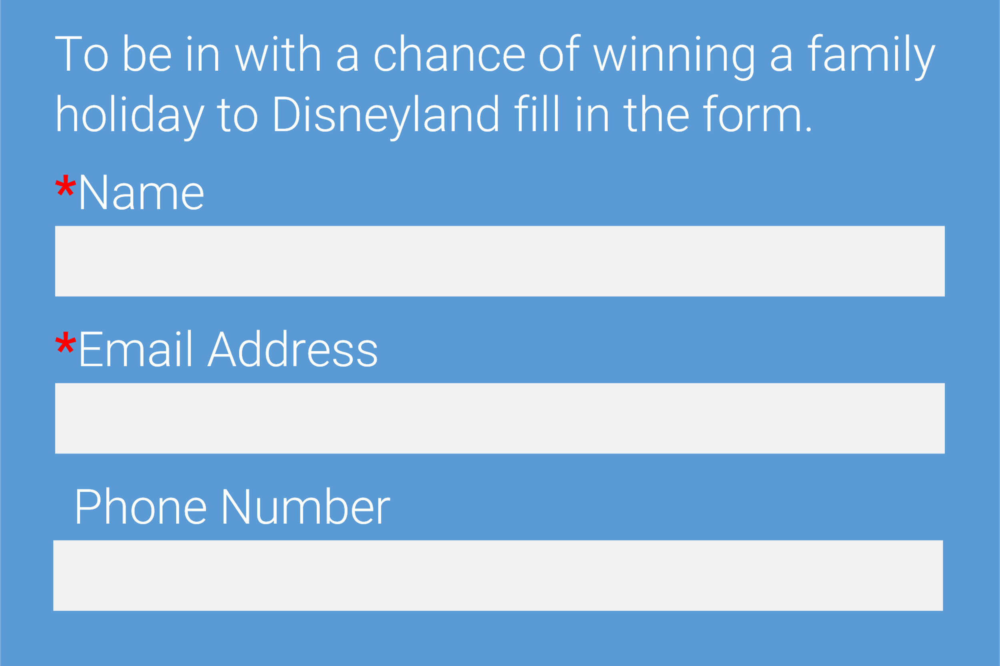 To be in with a chance of winning a family
holiday to Disneyland fill in the form.
*Name
*Email Address
Phone Number